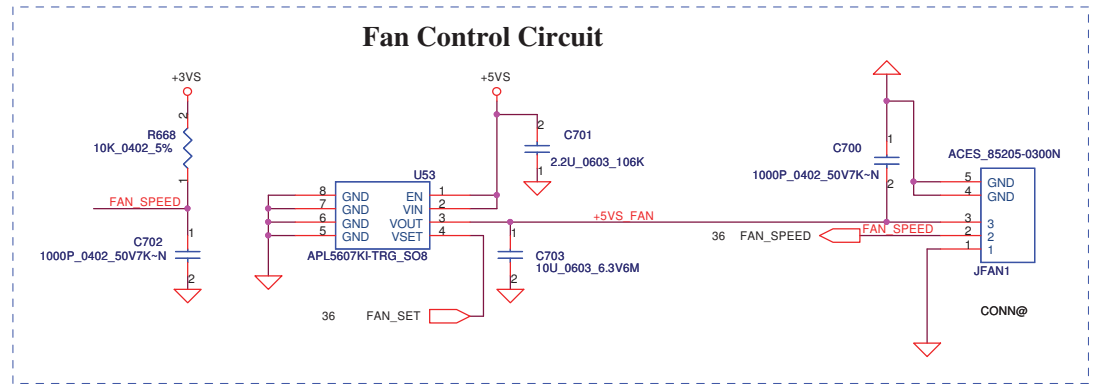 Fan Control Circuit
+3VS
+5VS
2
R668
10K_0402_5%
1
FAN_SPEED
C702
1
1000P_0402_50V7K~N
2
2
C701
2.2U_0603_106K
1
U53
8 GND EN 1
7 GND VIN 2
6 GND VOUT 3
5 GND VSET 4
APL5607KI-TRG_SO8
+5VS_FAN
1
C703
10U_0603_6.3V6M
2
36 FAN_SET
1
C700
1000P_0402_50V7K~N
2
ACES_85205-0300N
5 GND
4 GND
3 3
36 FAN_SPEED FAN_SPEED 2 2
1 1
JFAN1
CONN@